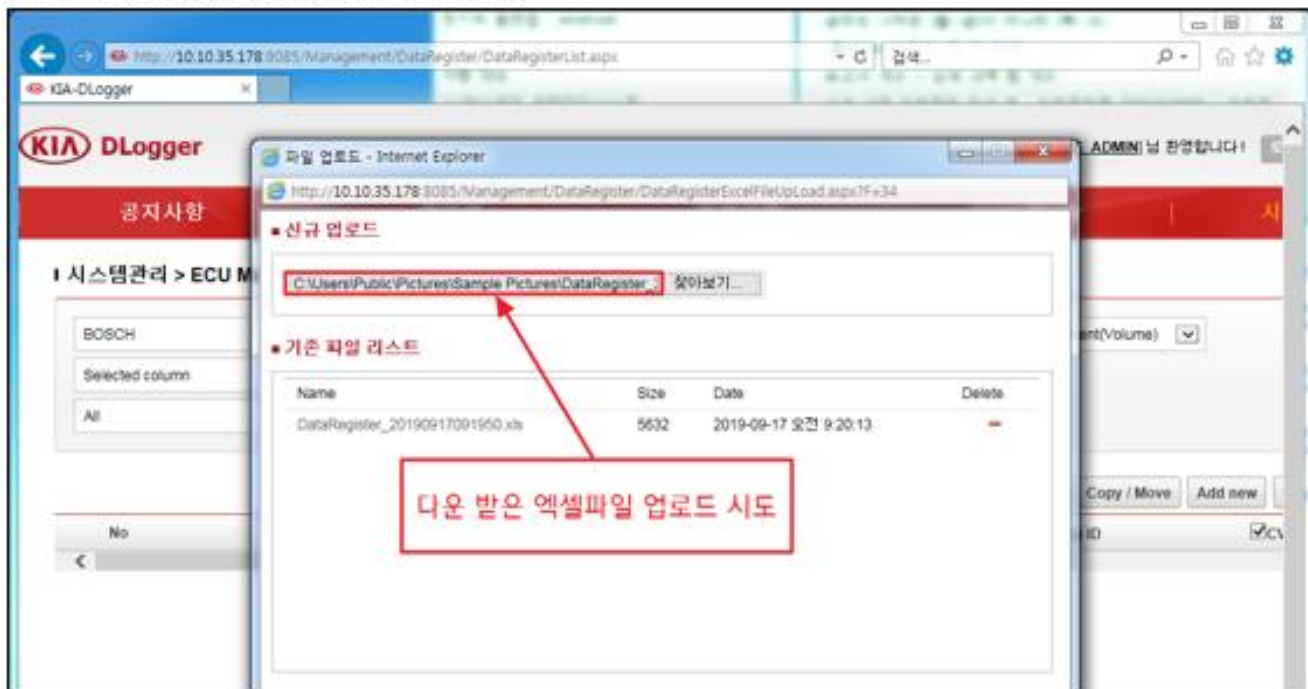 http://10.10.35.178:8085/Management/DataRegister/DataRegisterList.aspx
검색...
KIA-DLogger
KIA DLogger
ADMIN]님 환영합니다!
공지사항
시
시스템관리 > ECU M
BOSCH
Selected column
All
ent(Volume)
Copy / Move
Add new
No
ID
CV
파일 업로드 - Internet Explorer
http://10.10.35.178:8085/Management/DataRegister/DataRegisterExcelFileUpLoad.aspx?F=34
신규 업로드
C:\Users\Public\Pictures\Sample Pictures\DataRegister_
찾아보기...
기존 파일 리스트
Name Size Date Delete
DataRegister_20190917091950.xls 5632 2019-09-17 오전 9:20:13
다운 받은 엑셀파일 업로드 시도